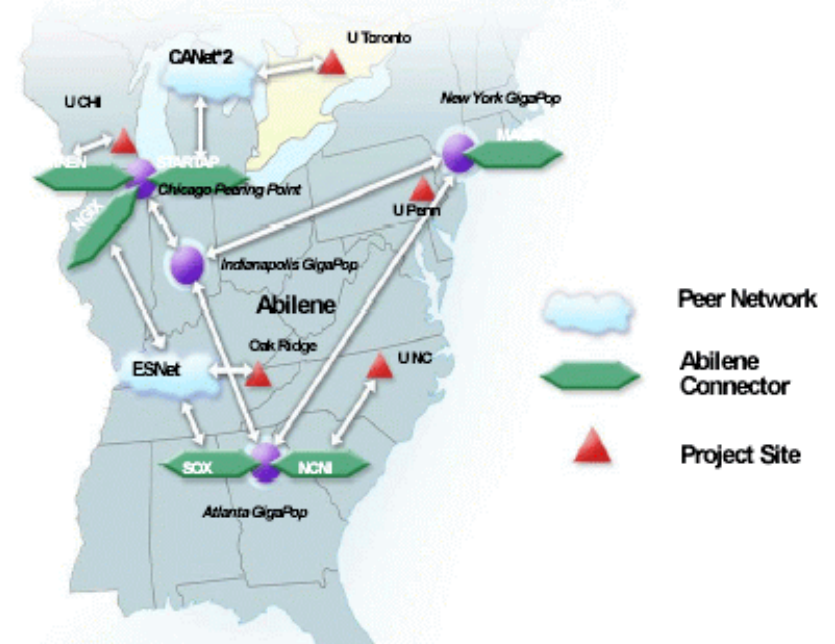 U Toronto
CANet*2
U CHI
New York GigaPop
STARTAP
Chicago Peering Point
NGIX
U Penn
Indianapolis GigaPop
Abilene
Peer Network
Oak Ridge
U NC
ESNet
Abilene
Connector
Project Site
SOX
NCNI
Atlanta GigaPop